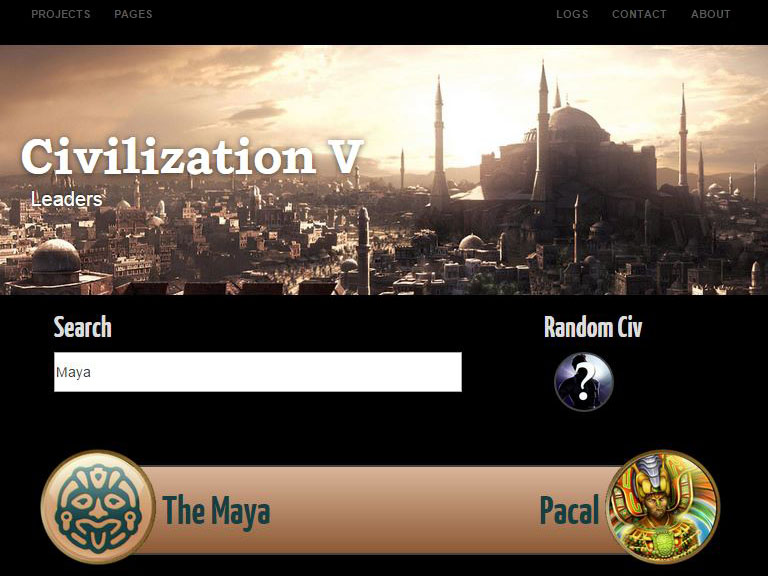 PROJECTS PAGES LOGS CONTACT ABOUT
Civilization V
Leaders
Search Random Civ
Maya
?
The Maya Pacal